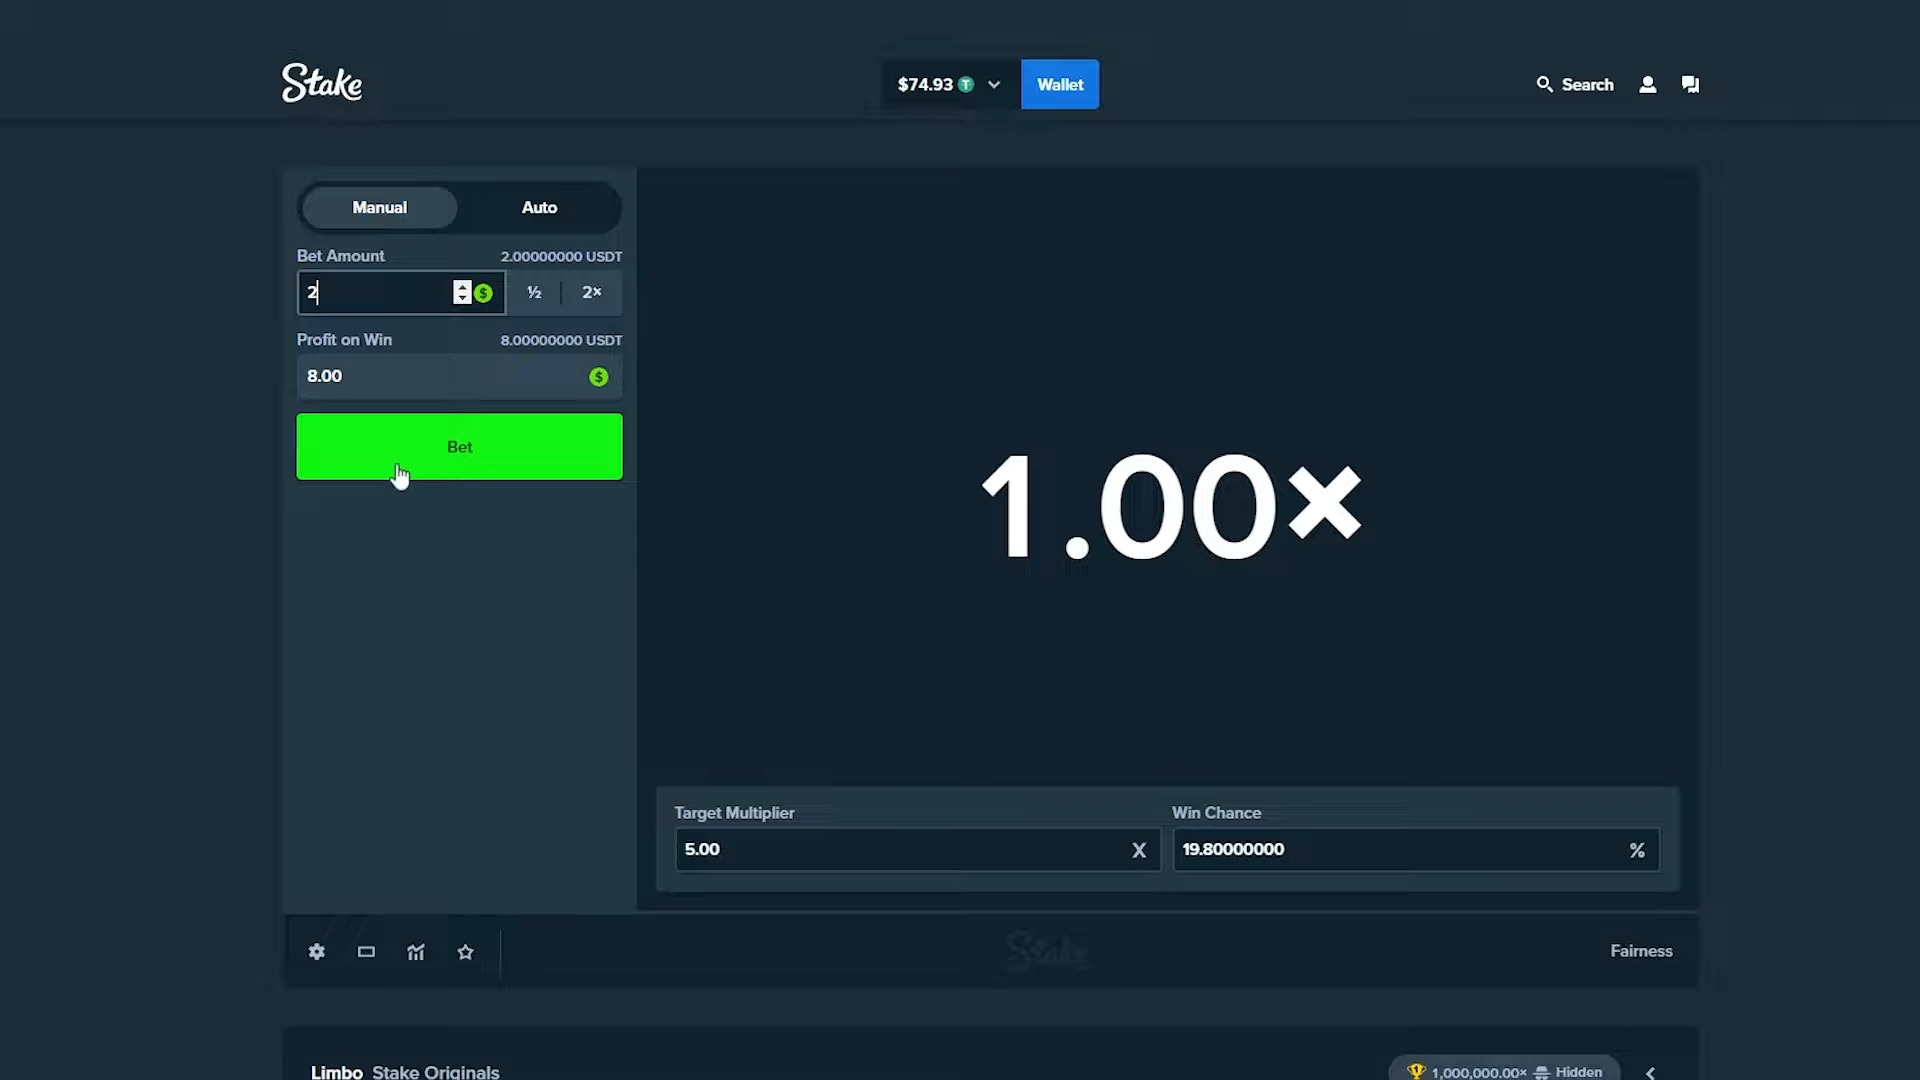 Stake
$74.93
Wallet
Search
Manual
Auto
Bet Amount
2.00000000 USDT
2
$
½
2×
Profit on Win
8.00000000 USDT
8.00
$
Bet
1.00×
Target Multiplier
5.00
X
Win Chance
19.80000000
%
Stake
Fairness
Limbo Stake Originals
1,000,000.00× Hidden